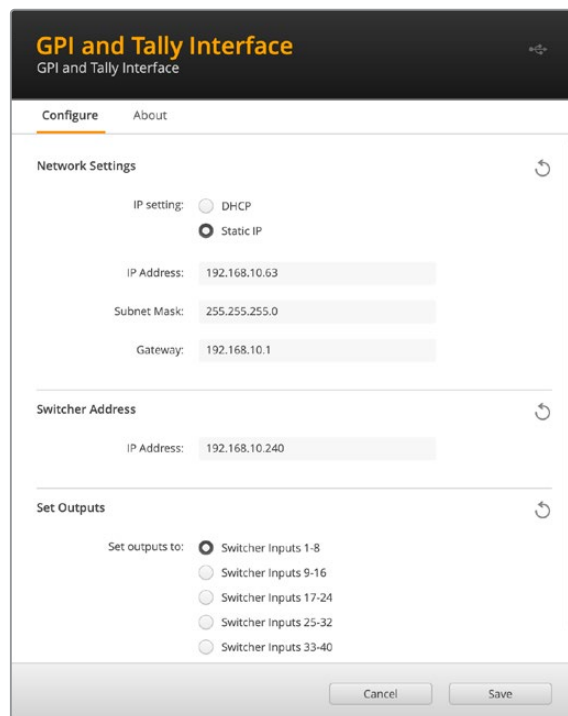 GPI and Tally Interface
GPI and Tally Interface
Configure About
Network Settings
IP setting: DHCP
Static IP
IP Address: 192.168.10.63
Subnet Mask: 255.255.255.0
Gateway: 192.168.10.1
Switcher Address
IP Address: 192.168.10.240
Set Outputs
Set outputs to: Switcher Inputs 1-8
Switcher Inputs 9-16
Switcher Inputs 17-24
Switcher Inputs 25-32
Switcher Inputs 33-40
Cancel Save